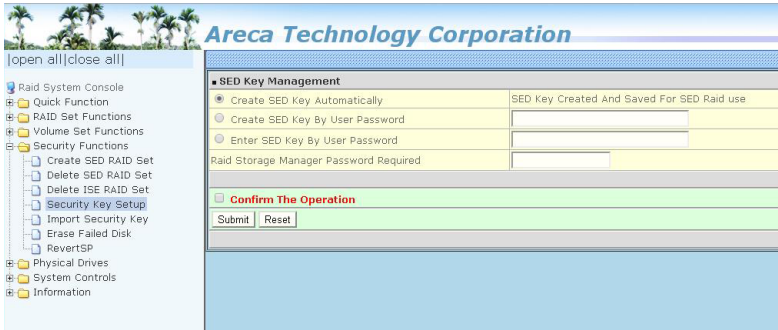 Areca Technology Corporation
|open all|close all|
Raid System Console
Quick Function
RAID Set Functions
Volume Set Functions
Security Functions
Create SED RAID Set
Delete SED RAID Set
Delete ISE RAID Set
Security Key Setup
Import Security Key
Erase Failed Disk
RevertSP
Physical Drives
System Controls
Information
SED Key Management
Create SED Key Automatically SED Key Created And Saved For SED Raid use
Create SED Key By User Password
Enter SED Key By User Password
Raid Storage Manager Password Required
Confirm The Operation
Submit Reset